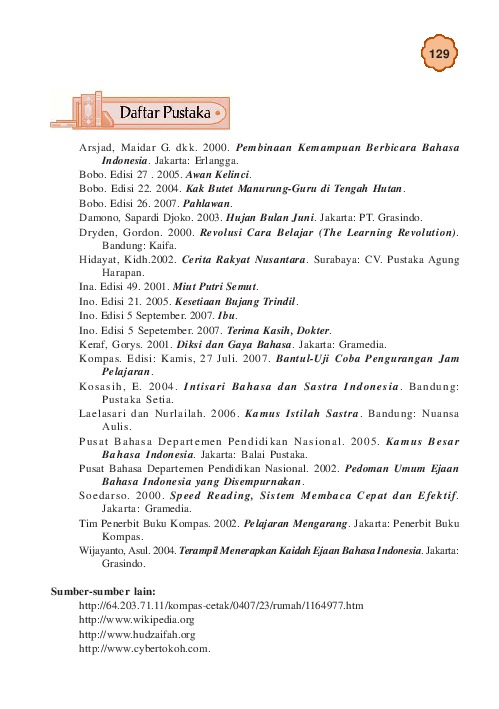 129
Daftar Pustaka
Arsjad, Maidar G. dkk. 2000. Pembinaan Kemampuan Berbicara Bahasa
Indonesia. Jakarta: Erlangga.
Bobo. Edisi 27 . 2005. Awan Kelinci.
Bobo. Edisi 22. 2004. Kak Butet Manurung-Guru di Tengah Hutan.
Bobo. Edisi 26. 2007. Pahlawan.
Damono, Sapardi Djoko. 2003. Hujan Bulan Juni. Jakarta: PT. Grasindo.
Dryden, Gordon. 2000. Revolusi Cara Belajar (The Learning Revolution).
Bandung: Kaifa.
Hidayat, Kidh.2002. Cerita Rakyat Nusantara. Surabaya: CV. Pustaka Agung
Harapan.
Ina. Edisi 49. 2001. Miut Putri Semut.
Ino. Edisi 21. 2005. Kesetiaan Bujang Trindil.
Ino. Edisi 5 September. 2007. Ibu.
Ino. Edisi 5 Sepetember. 2007. Terima Kasih, Dokter.
Keraf, Gorys. 2001. Diksi dan Gaya Bahasa. Jakarta: Gramedia.
Kompas. Edisi: Kamis, 27 Juli. 2007. Bantul-Uji Coba Pengurangan Jam
Pelajaran.
Kosasih, E. 2004. Intisari Bahasa dan Sastra Indonesia. Bandung:
Pustaka Setia.
Laelasari dan Nurlailah. 2006. Kamus Istilah Sastra. Bandung: Nuansa
Aulis.
Pusat Bahasa Departemen Pendidikan Nasional. 2005. Kamus Besar
Bahasa Indonesia. Jakarta: Balai Pustaka.
Pusat Bahasa Departemen Pendidikan Nasional. 2002. Pedoman Umum Ejaan
Bahasa Indonesia yang Disempurnakan.
Soedarso. 2000. Speed Reading, Sistem Membaca Cepat dan Efektif.
Jakarta: Gramedia.
Tim Penerbit Buku Kompas. 2002. Pelajaran Mengarang. Jakarta: Penerbit Buku
Kompas.
Wijayanto, Asul. 2004. Terampil Menerapkan Kaidah Ejaan Bahasa Indonesia. Jakarta:
Grasindo.
Sumber-sumber lain:
http://64.203.71.11/kompas-cetak/0407/23/rumah/1164977.htm
http://www.wikipedia.org
http://www.hudzaifah.org
http://www.cybertokoh.com.